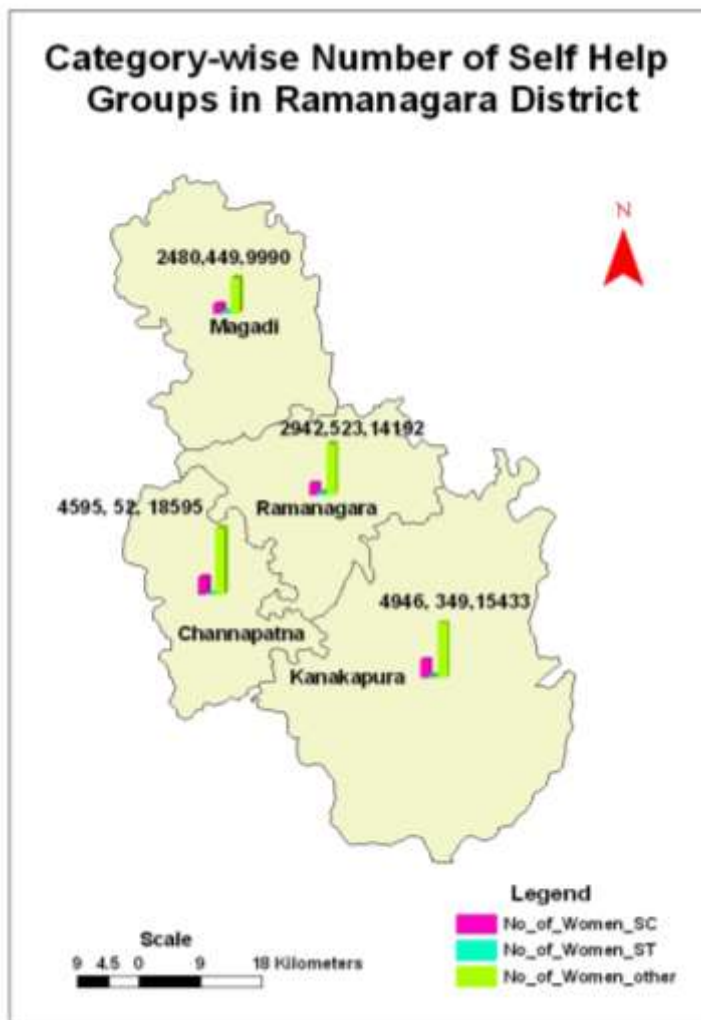 Category-wise Number of Self Help
Groups in Ramanagara District
N
2480,449,9990
Magadi
2942,523,14192
Ramanagara
4595, 52, 18595
Channapatna
4946, 349,15433
Kanakapura
Legend
No_of_Women_SC
No_of_Women_ST
No_of_Women_other
Scale
9 4.5 0 9 18 Kilometers